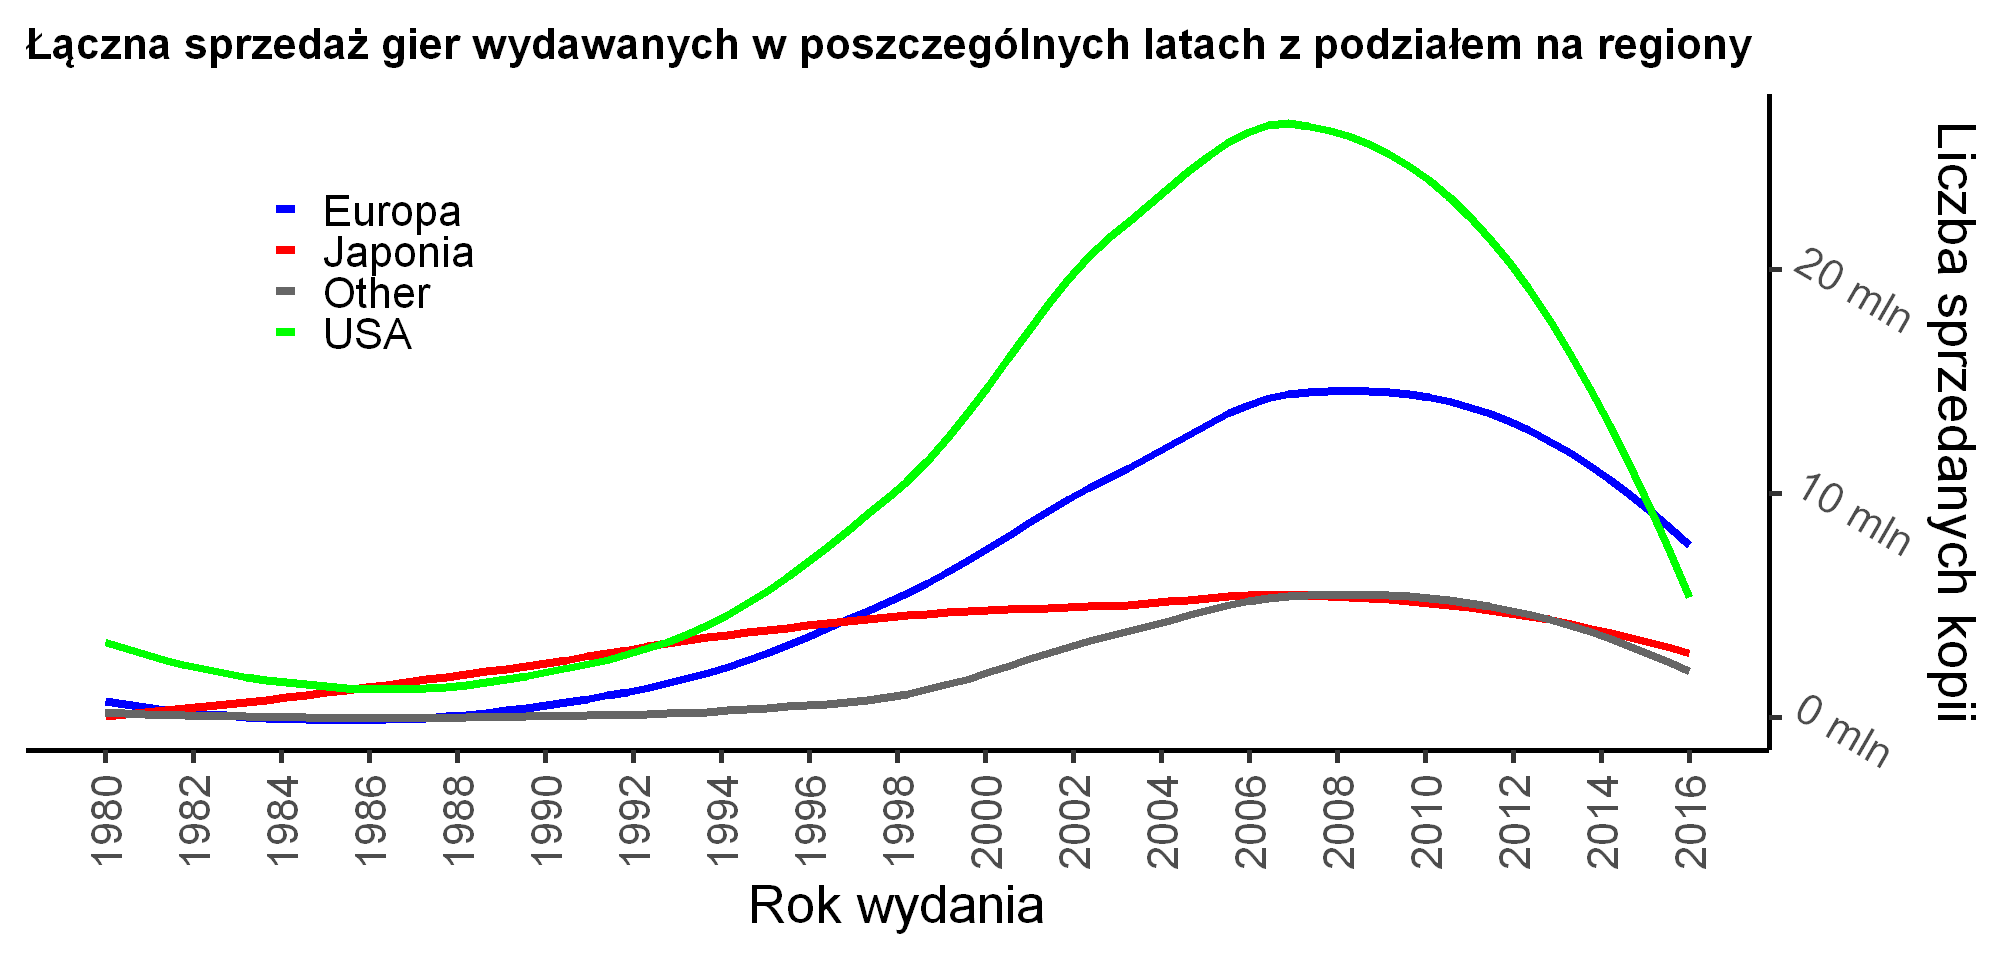 Łączna sprzedaż gier wydawanych w poszczególnych latach z podziałem na regiony
Europa
Japonia
Other
USA
20 mln
10 mln
0 mln
Liczba sprzedanych kopii
1980 1982 1984 1986 1988 1990 1992 1994 1996 1998 2000 2002 2004 2006 2008 2010 2012 2014 2016
Rok wydania